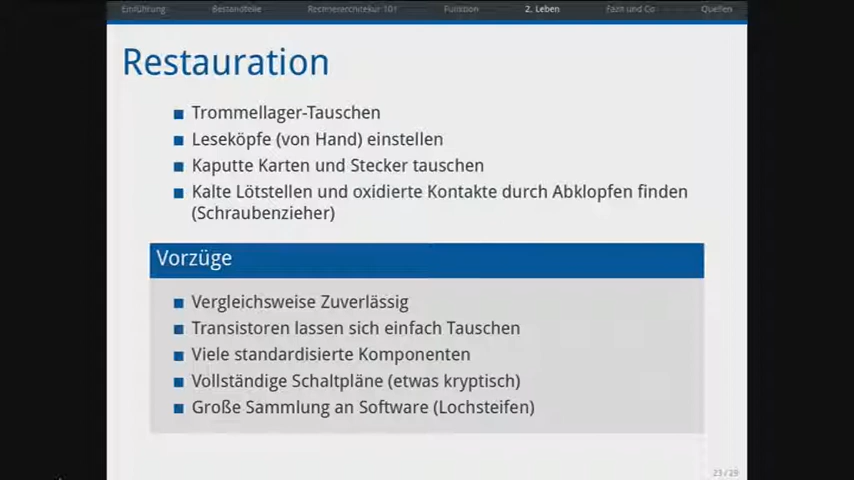 Einführung Bestandteile Rechnerarchitektur 101 Funktion 2. Leben Fazit und Co Quellen
Restauration
Trommellager-Tauschen
Leseköpfe (von Hand) einstellen
Kaputte Karten und Stecker tauschen
Kalte Lötstellen und oxidierte Kontakte durch Abklopfen finden
(Schraubenzieher)
Vorzüge
Vergleichsweise Zuverlässig
Transistoren lassen sich einfach Tauschen
Viele standardisierte Komponenten
Vollständige Schaltpläne (etwas kryptisch)
Große Sammlung an Software (Lochsteifen)
23 / 29